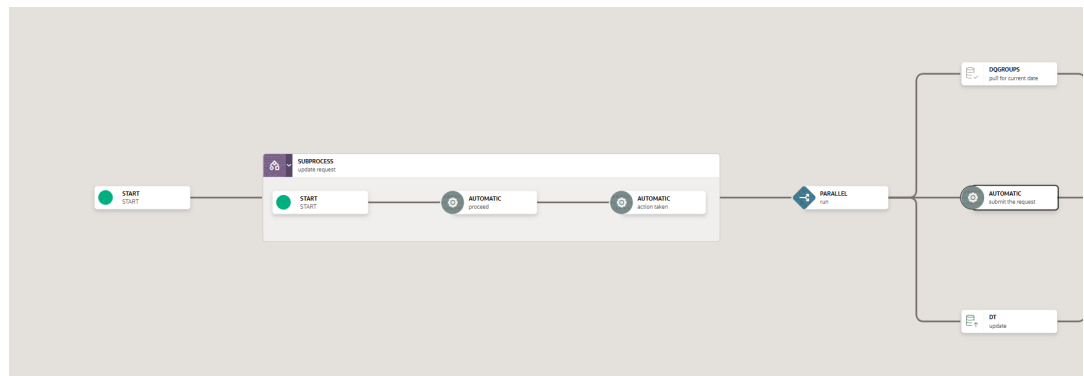 START
START
SUBPROCESS
update request
START
START
AUTOMATIC
proceed
AUTOMATIC
action taken
PARALLEL
run
DQGROUPS
pull for current date
AUTOMATIC
submit the request
DT
update